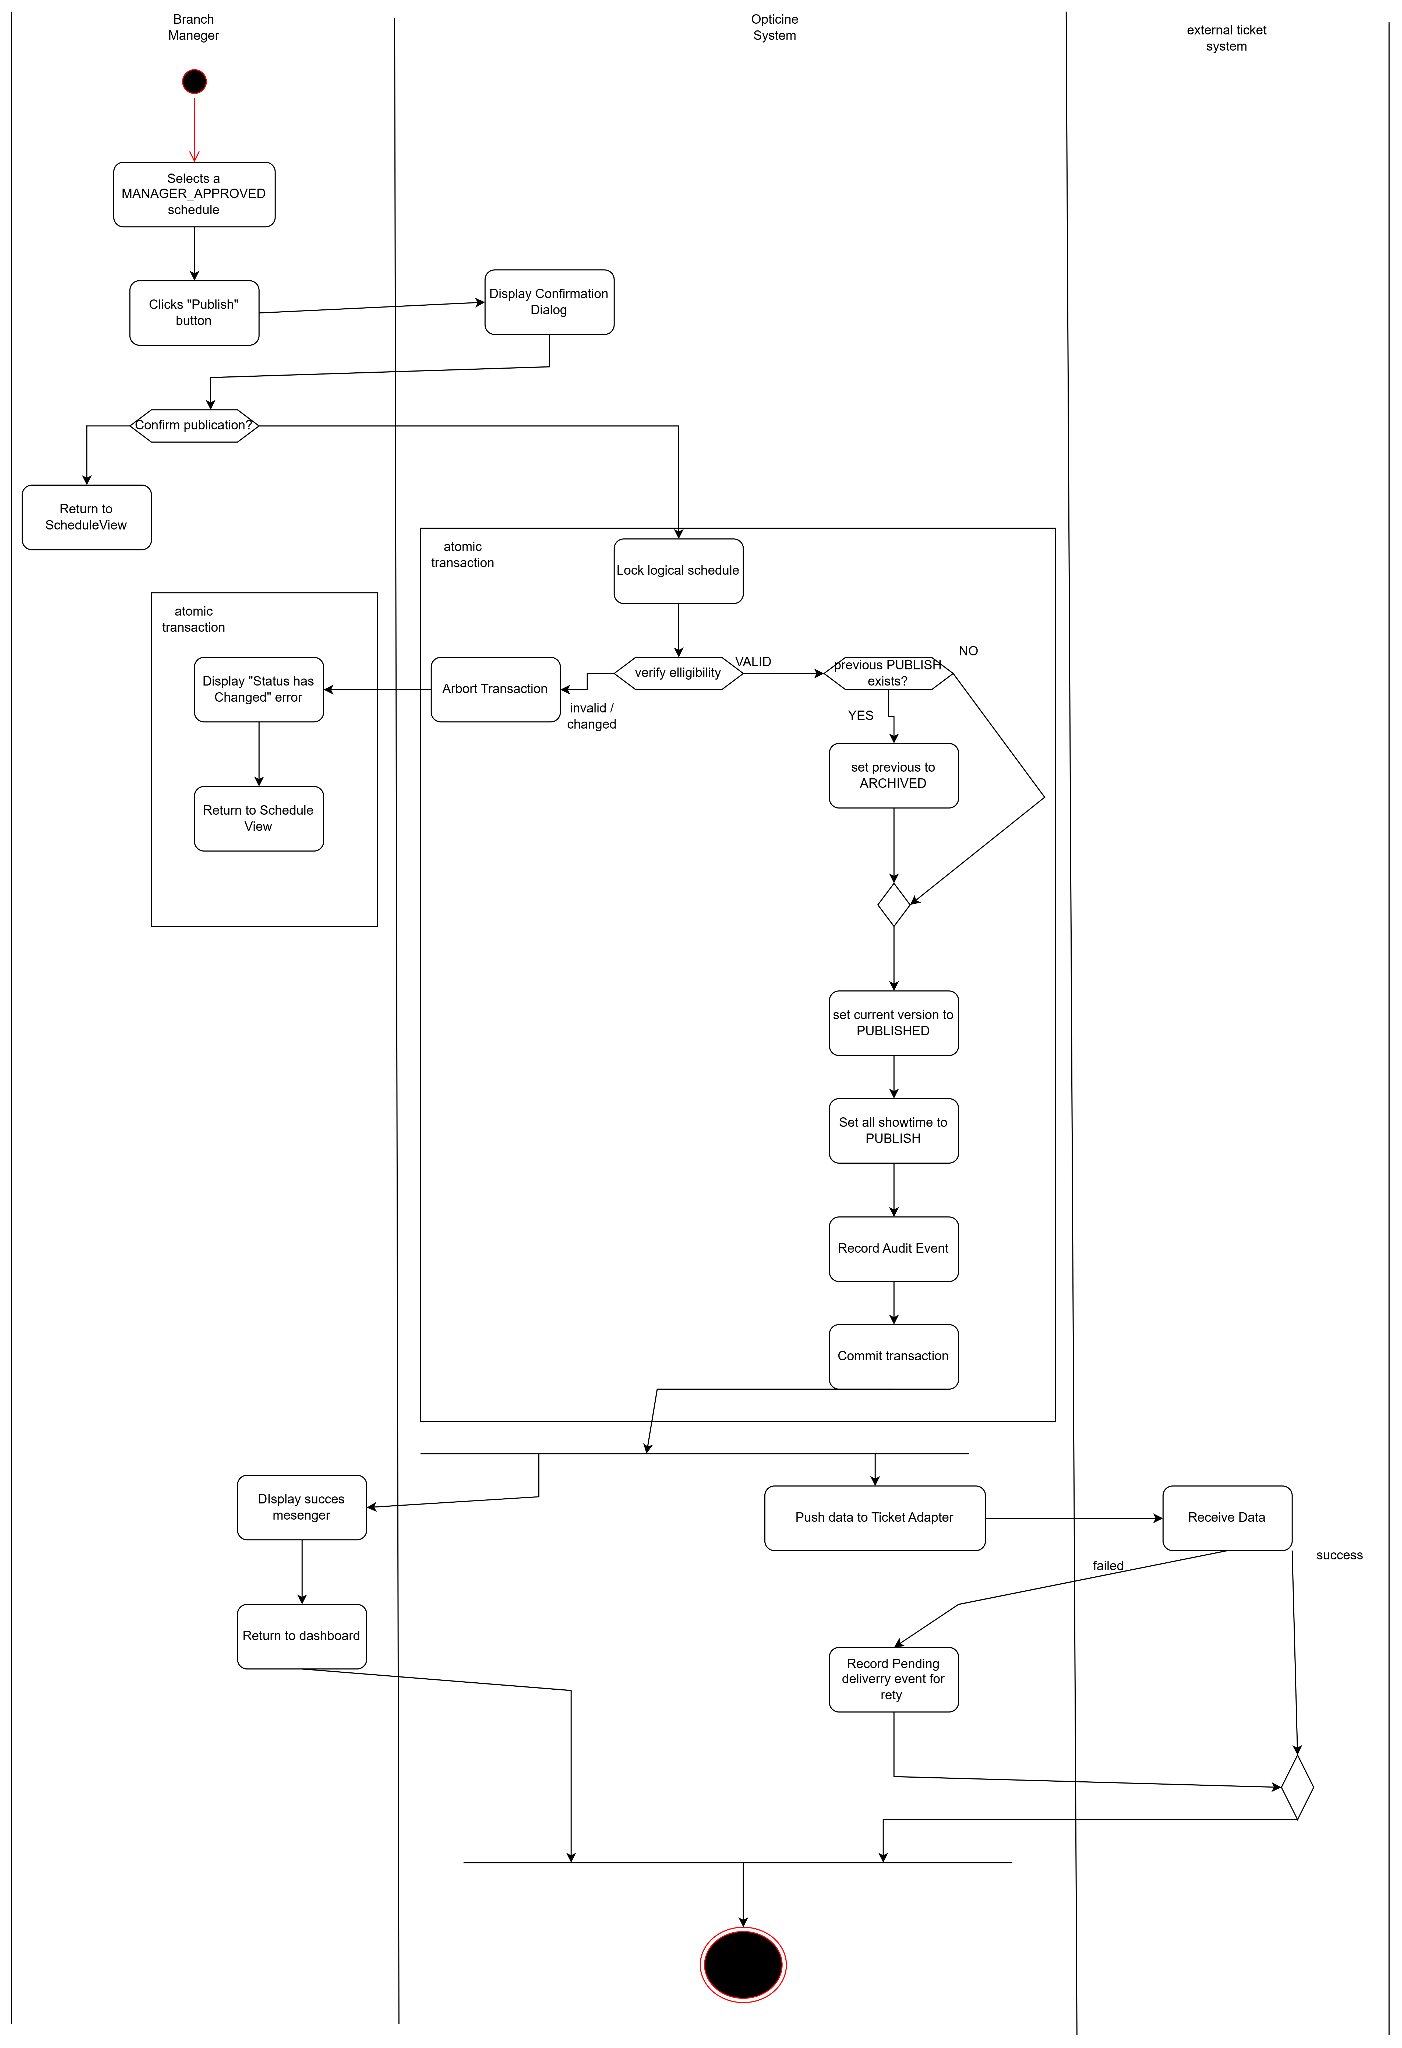 Branch
Maneger
Opticine
System
external ticket
system
Selects a
MANAGER_APPROVED
schedule
Clicks "Publish"
button
Display Confirmation
Dialog
Confirm publication?
Return to
ScheduleView
atomic
transaction
Lock logical schedule
atomic
transaction
Display "Status has
Changed" error
Arbort Transaction
invalid /
changed
verify elligibility
VALID
previous PUBLISH
exists?
NO
YES
set previous to
ARCHIVED
Return to Schedule
View
set current version to
PUBLISHED
Set all showtime to
PUBLISH
Record Audit Event
Commit transaction
DIsplay succes
mesenger
Push data to Ticket Adapter
Receive Data
failed
success
Return to dashboard
Record Pending
deliverry event for
rety